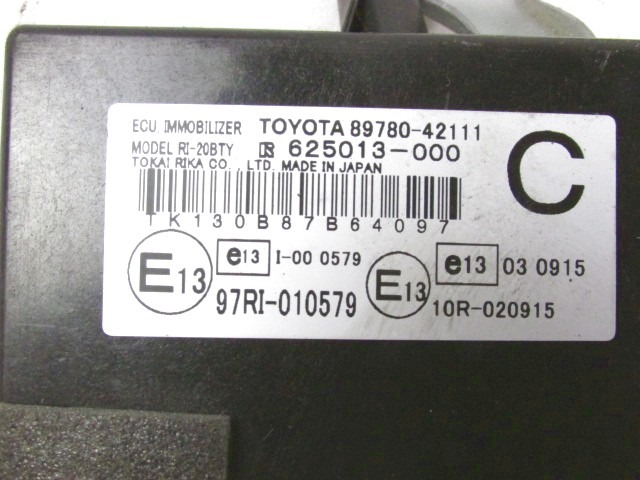 ECU. IMMOBILIZER TOYOTA 89780-42111
MODEL RI-20BTY 625013-000
TOKAI RIKA CO., LTD. MADE IN JAPAN
C
TK130B87B64097
E13 e13 I-00 0579
97RI-010579
E13 e13 03 0915
10R-020915